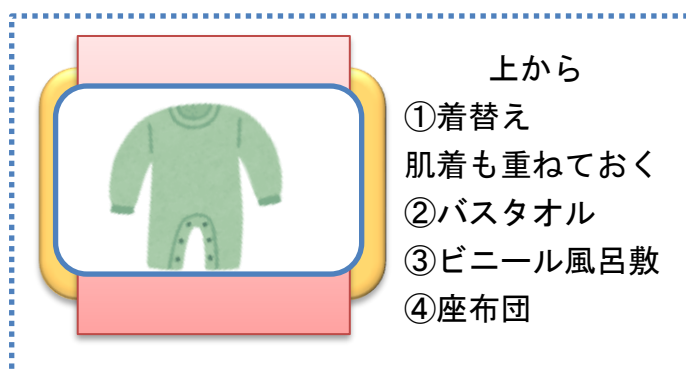 上から
①着替え
肌着も重ねておく
②バスタオル
③ビニール風呂敷
④座布団